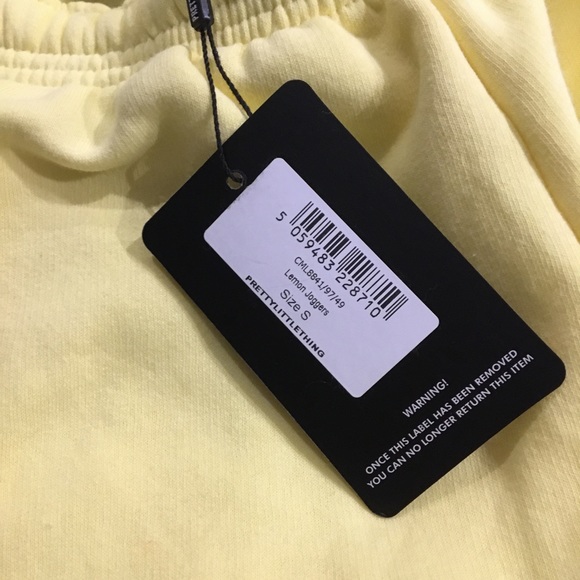 5 059483 228710
CML8841/97/49
Lemon Joggers
Size S
PRETTYLITTLETHING
WARNING!
ONCE THIS LABEL HAS BEEN REMOVED
YOU CAN NO LONGER RETURN THIS ITEM